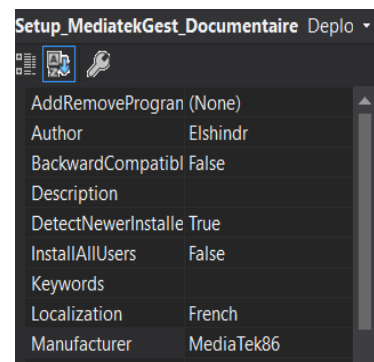 Setup_MediatekGest_Documentaire Deplo
AddRemoveProgran (None)
Author Elshindr
BackwardCompatibl False
Description
DetectNewerInstalle True
InstallAllUsers False
Keywords
Localization French
Manufacturer MediaTek86